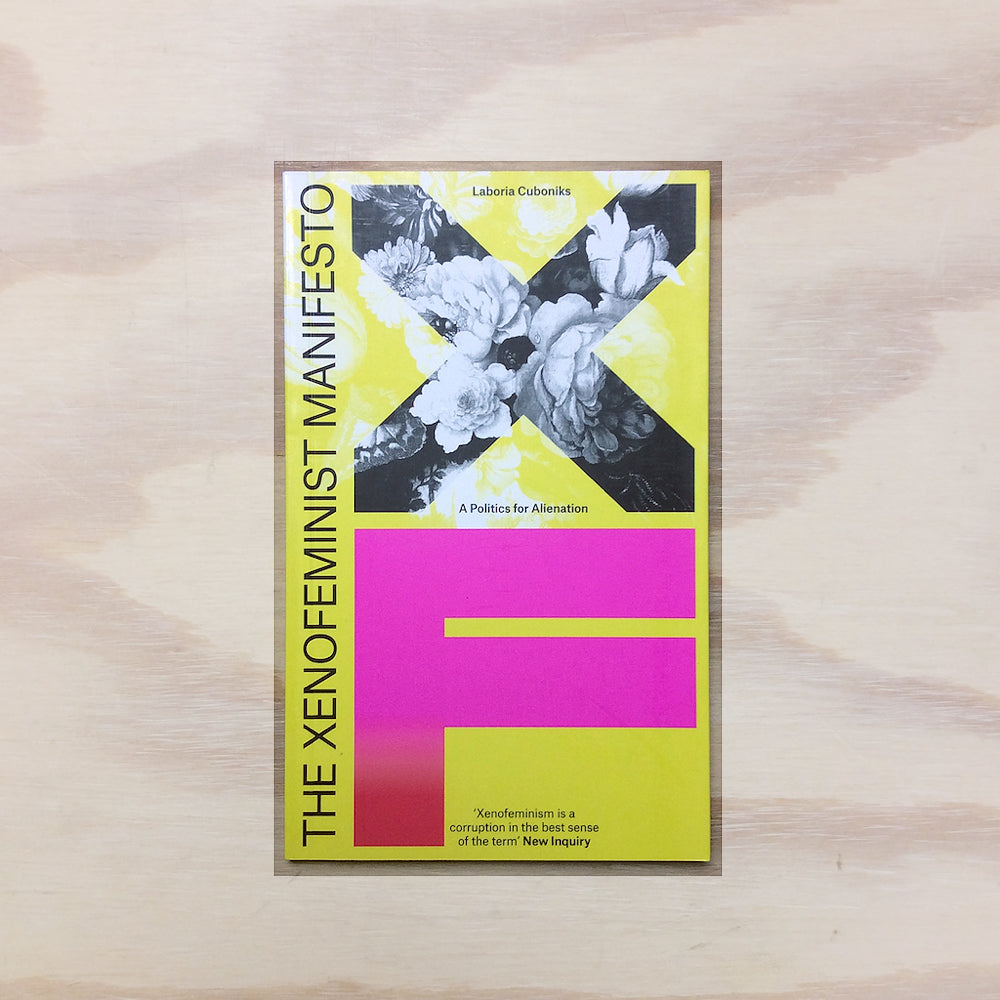 THE XENOFEMINIST MANIFESTO
Laboria Cuboniks
X
A Politics for Alienation
F
'Xenofeminism is a
corruption in the best sense
of the term' New Inquiry